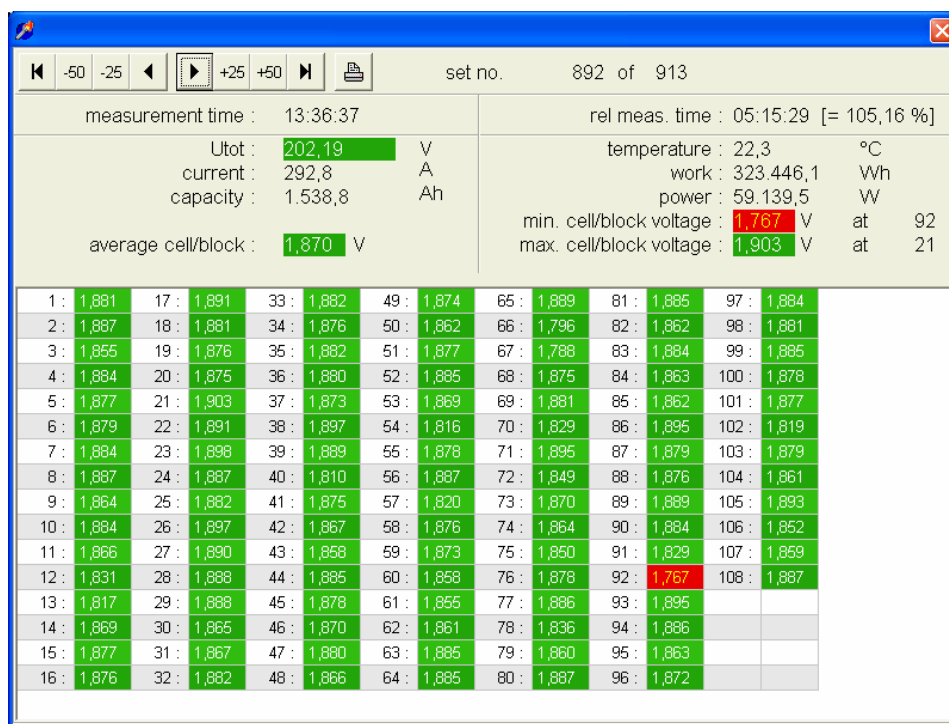 -50 -25 +25 +50 set no. 892 of 913
measurement time : 13:36:37 rel meas. time : 05:15:29 [= 105,16 %]
Utot : 202,19 V temperature : 22,3 °C
current : 292,8 A work : 323.446,1 Wh
capacity : 1.538,8 Ah power : 59.139,5 W
min. cell/block voltage : 1,767 V at 92
average cell/block : 1,870 V max. cell/block voltage : 1,903 V at 21
1 : 1,881 17 : 1,891 33 : 1,882 49 : 1,874 65 : 1,889 81 : 1,885 97 : 1,884
2 : 1,887 18 : 1,881 34 : 1,876 50 : 1,862 66 : 1,796 82 : 1,862 98 : 1,881
3 : 1,855 19 : 1,876 35 : 1,882 51 : 1,877 67 : 1,788 83 : 1,884 99 : 1,885
4 : 1,884 20 : 1,875 36 : 1,880 52 : 1,885 68 : 1,875 84 : 1,863 100 : 1,878
5 : 1,877 21 : 1,903 37 : 1,873 53 : 1,869 69 : 1,881 85 : 1,862 101 : 1,877
6 : 1,879 22 : 1,891 38 : 1,897 54 : 1,816 70 : 1,829 86 : 1,895 102 : 1,819
7 : 1,884 23 : 1,898 39 : 1,889 55 : 1,878 71 : 1,895 87 : 1,879 103 : 1,879
8 : 1,887 24 : 1,887 40 : 1,810 56 : 1,887 72 : 1,849 88 : 1,876 104 : 1,861
9 : 1,864 25 : 1,882 41 : 1,875 57 : 1,820 73 : 1,870 89 : 1,889 105 : 1,893
10 : 1,884 26 : 1,897 42 : 1,867 58 : 1,876 74 : 1,864 90 : 1,884 106 : 1,852
11 : 1,866 27 : 1,890 43 : 1,858 59 : 1,873 75 : 1,850 91 : 1,829 107 : 1,859
12 : 1,831 28 : 1,888 44 : 1,885 60 : 1,858 76 : 1,878 92 : 1,767 108 : 1,887
13 : 1,817 29 : 1,888 45 : 1,878 61 : 1,855 77 : 1,886 93 : 1,895
14 : 1,869 30 : 1,865 46 : 1,870 62 : 1,861 78 : 1,836 94 : 1,886
15 : 1,877 31 : 1,867 47 : 1,880 63 : 1,885 79 : 1,860 95 : 1,863
16 : 1,876 32 : 1,882 48 : 1,866 64 : 1,885 80 : 1,887 96 : 1,872